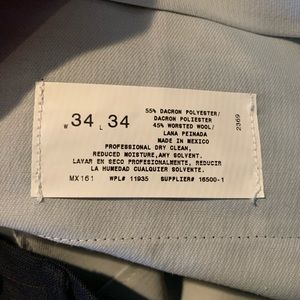 W 34 L 34
55% DACRON POLYESTER/
DACRON POLIESTER
45% WORSTED WOOL/
LANA PEINADA
MADE IN MEXICO
PROFESSIONAL DRY CLEAN,
REDUCED MOISTURE,ANY SOLVENT.
LAVAR EN SECO PROFESIONALMENTE, REDUCIR
LA HUMEDAD CUALQUIER SOLVENTE.
MX161 WPL# 11935 SUPPLIER# 16500-1
2369